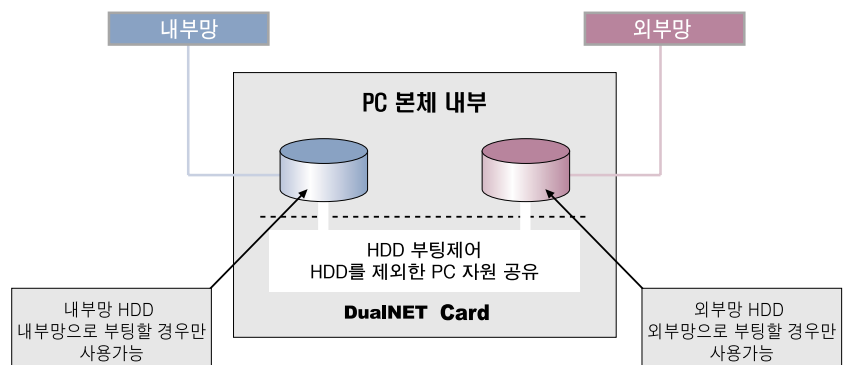 내부망
외부망
PC 본체 내부
HDD 부팅제어
HDD를 제외한 PC 자원 공유
DualNET Card
내부망 HDD
내부망으로 부팅할 경우만
사용가능
외부망 HDD
외부망으로 부팅할 경우만
사용가능